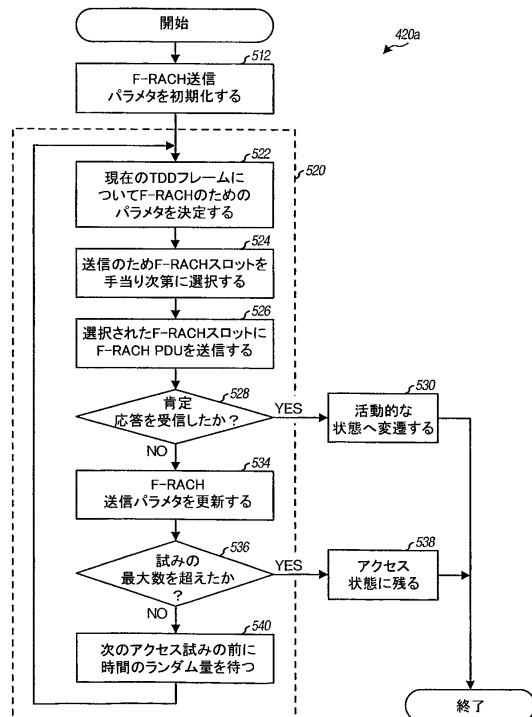 開始
420a
512
F-RACH送信
パラメタを初期化する
522
520
現在のTDDフレームに
ついてF-RACHのための
パラメタを決定する
524
送信のためF-RACHスロットを
手当り次第に選択する
526
選択されたF-RACHスロットに
F-RACH PDUを送信する
528
肯定
応答を受信したか?
YES
530
活動的な
状態へ変遷する
NO
534
F-RACH
送信パラメタを更新する
536
試みの
最大数を超えたか
?
YES
538
アクセス
状態に残る
NO
540
次のアクセス試みの前に
時間のランダム量を待つ
終了